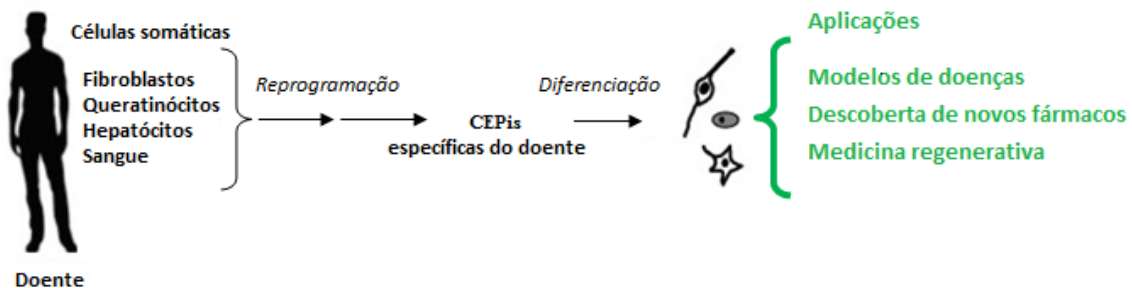 Células somáticas
Fibroblastos
Queratinócitos
Hepatócitos
Sangue
Doente
Reprogramação
CEPis
específicas do doente
Diferenciação
Aplicações
Modelos de doenças
Descoberta de novos fármacos
Medicina regenerativa